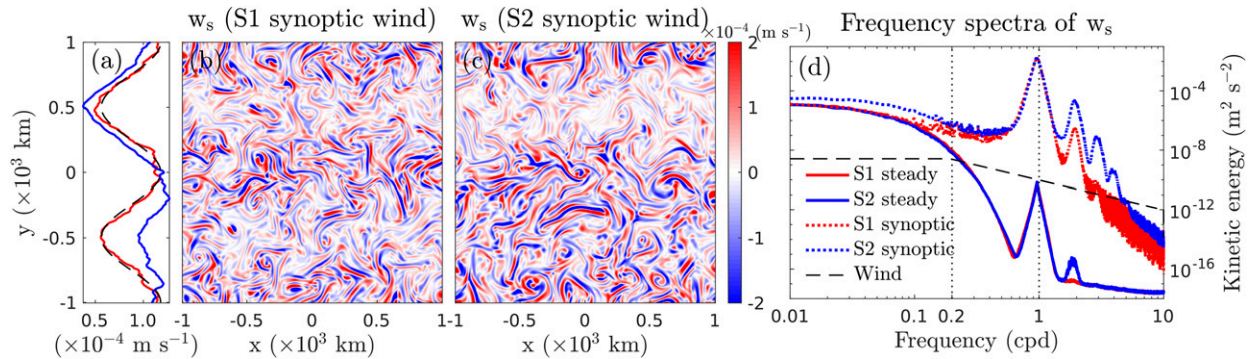 w_s (S1 synoptic wind)
w_s (S2 synoptic wind)
×10^-4 (m s^-1)
Frequency spectra of w_s
(a)
(b)
(c)
(d)
y (×10^3 km)
1
0.5
0
-0.5
-1
0.5 1
(×10^-4 m s^-1)
-1 -0.5 0 0.5 1
x (×10^3 km)
-1 -0.5 0 0.5 1
x (×10^3 km)
2
1
0
-1
-2
S1 steady
S2 steady
S1 synoptic
S2 synoptic
Wind
10^-4
10^-8
10^-12
10^-16
Kinetic energy (m^2 s^-2)
0.01 0.1 0.2 1 10
Frequency (cpd)